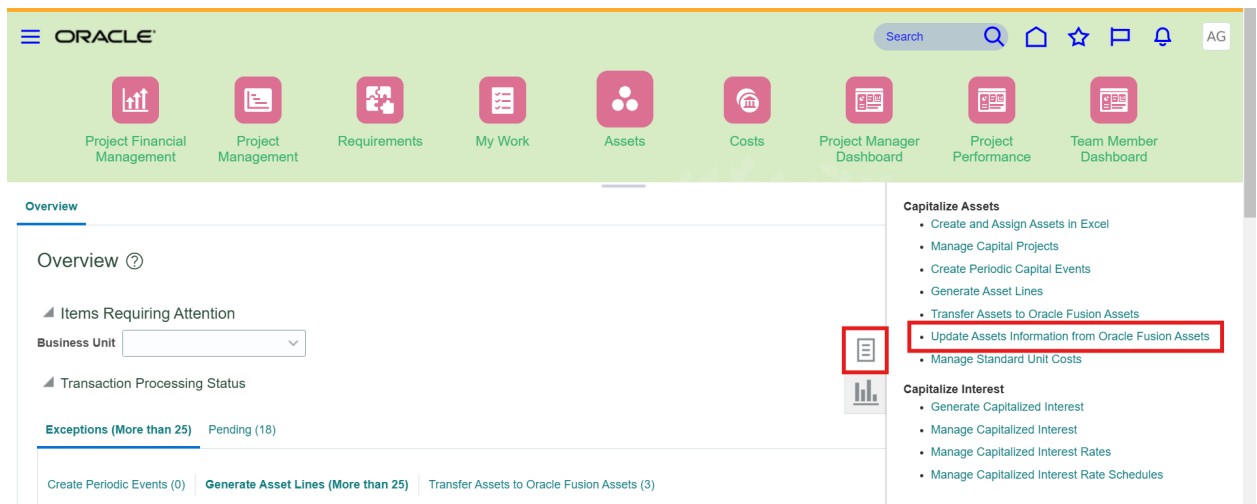 ORACLE
Search
AG
Project Financial
Management
Project
Management
Requirements
My Work
Assets
Costs
Project Manager
Dashboard
Project
Performance
Team Member
Dashboard
Overview
Overview
Items Requiring Attention
Business Unit
Transaction Processing Status
Exceptions (More than 25) Pending (18)
Create Periodic Events (0) Generate Asset Lines (More than 25) Transfer Assets to Oracle Fusion Assets (3)
Capitalize Assets
Create and Assign Assets in Excel
Manage Capital Projects
Create Periodic Capital Events
Generate Asset Lines
Transfer Assets to Oracle Fusion Assets
Update Assets Information from Oracle Fusion Assets
Manage Standard Unit Costs
Capitalize Interest
Generate Capitalized Interest
Manage Capitalized Interest
Manage Capitalized Interest Rates
Manage Capitalized Interest Rate Schedules